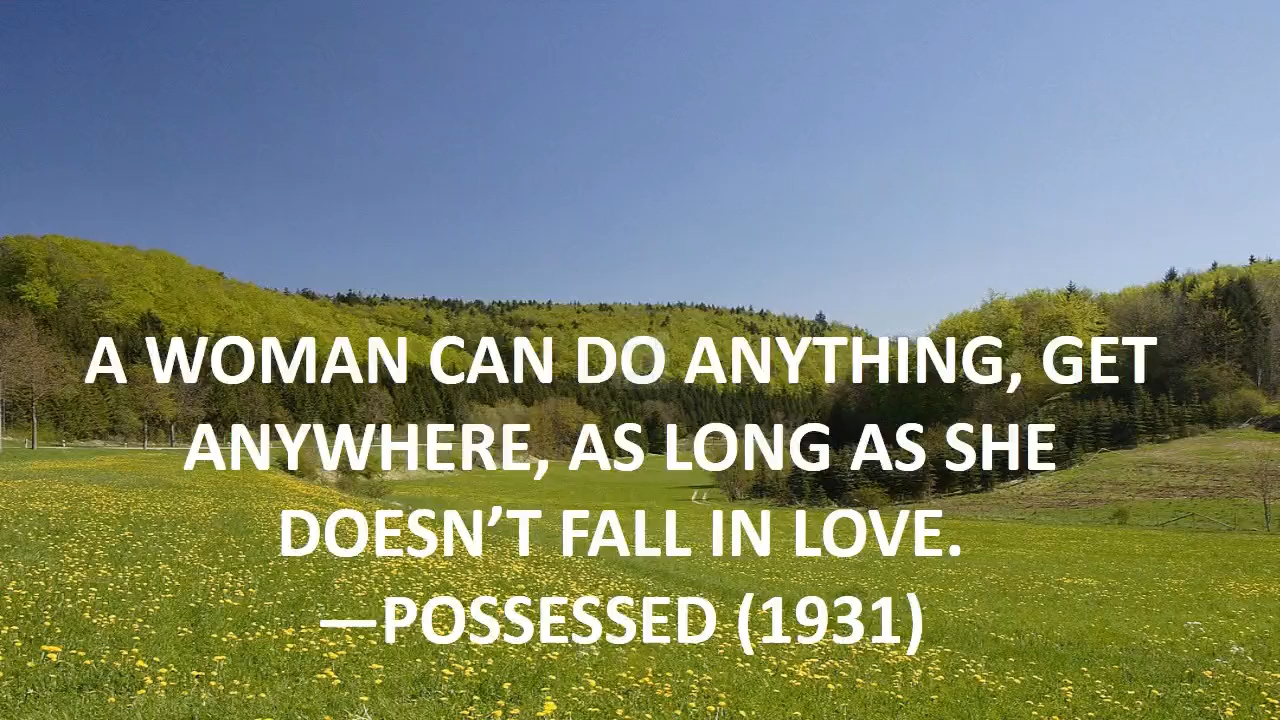 A WOMAN CAN DO ANYTHING, GET
ANYWHERE, AS LONG AS SHE
DOESN’T FALL IN LOVE.
—POSSESSED (1931)